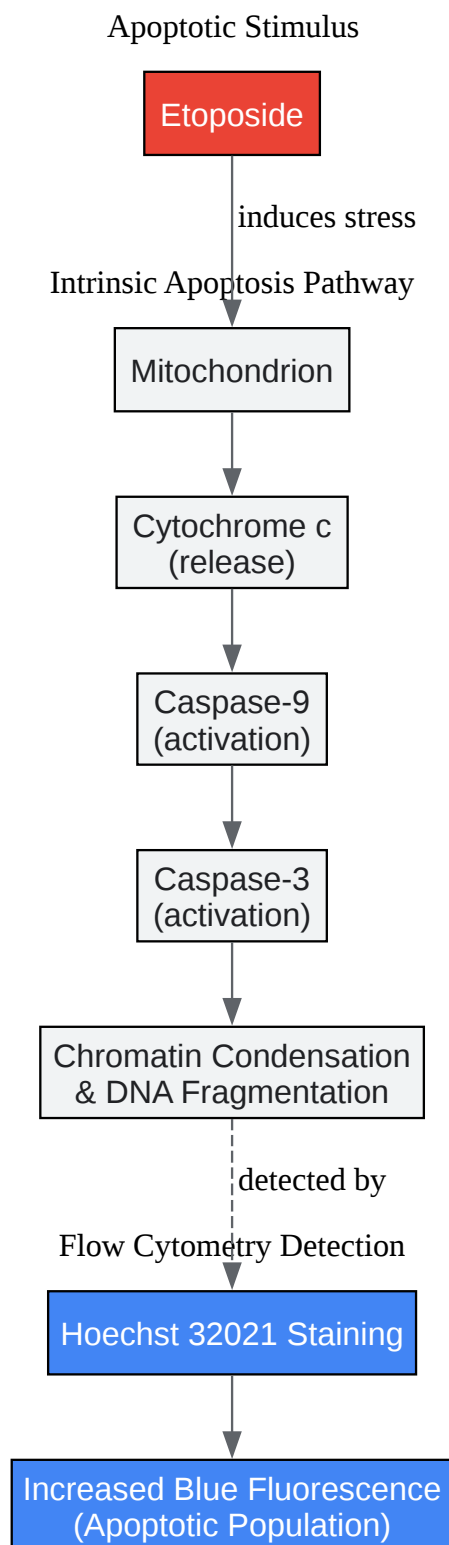 Apoptotic Stimulus
Etoposide
induces stress
Intrinsic Apoptosis Pathway
Mitochondrion
Cytochrome c
(release)
Caspase-9
(activation)
Caspase-3
(activation)
Chromatin Condensation
& DNA Fragmentation
detected by
Flow Cytometry Detection
Hoechst 32021 Staining
Increased Blue Fluorescence
(Apoptotic Population)